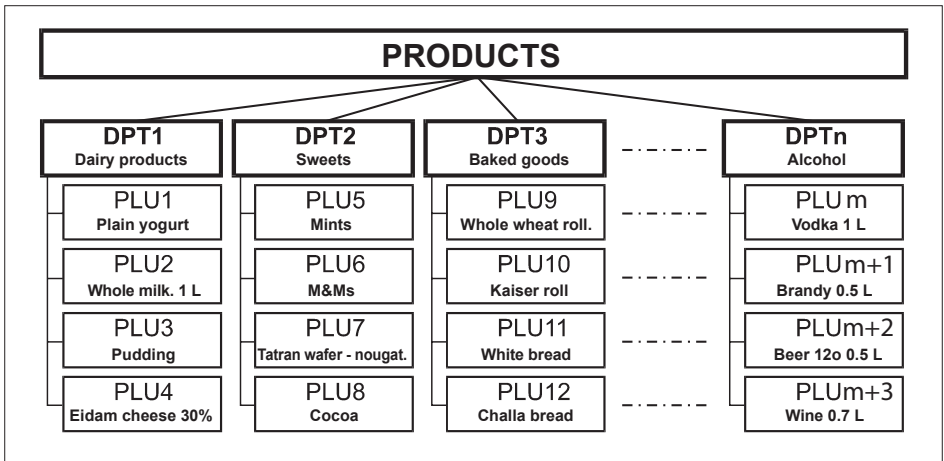 PRODUCTS
DPT1
Dairy products
PLU1
Plain yogurt
PLU2
Whole milk. 1 L
PLU3
Pudding
PLU4
Eidam cheese 30%
DPT2
Sweets
PLU5
Mints
PLU6
M&Ms
PLU7
Tatran wafer - nougat.
PLU8
Cocoa
DPT3
Baked goods
PLU9
Whole wheat roll.
PLU10
Kaiser roll
PLU11
White bread
PLU12
Challa bread
DPTn
Alcohol
PLU m
Vodka 1 L
PLUm+1
Brandy 0.5 L
PLUm+2
Beer 12o 0.5 L
PLUm+3
Wine 0.7 L